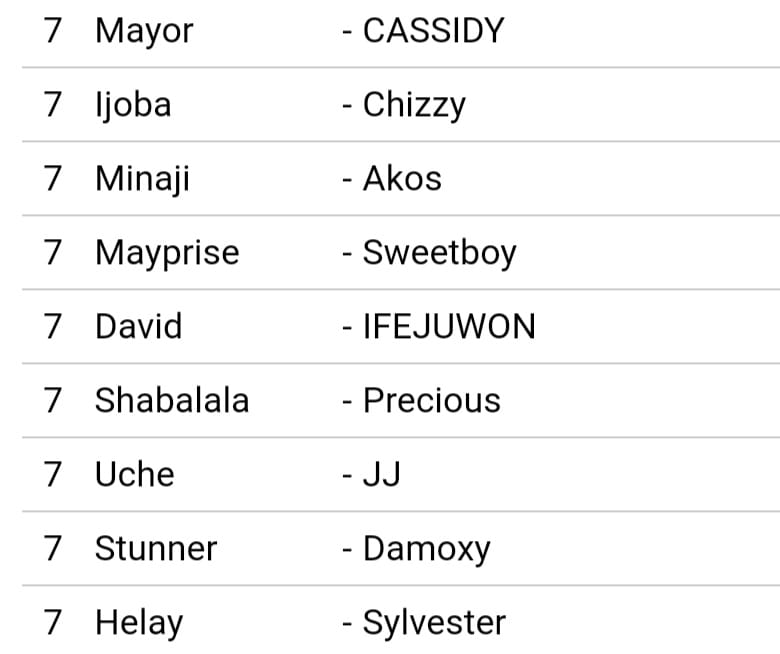 7 Mayor - CASSIDY
7 Ijoba - Chizzy
7 Minaji - Akos
7 Mayprise - Sweetboy
7 David - IFEJUWON
7 Shabalala - Precious
7 Uche - JJ
7 Stunner - Damoxy
7 Helay - Sylvester